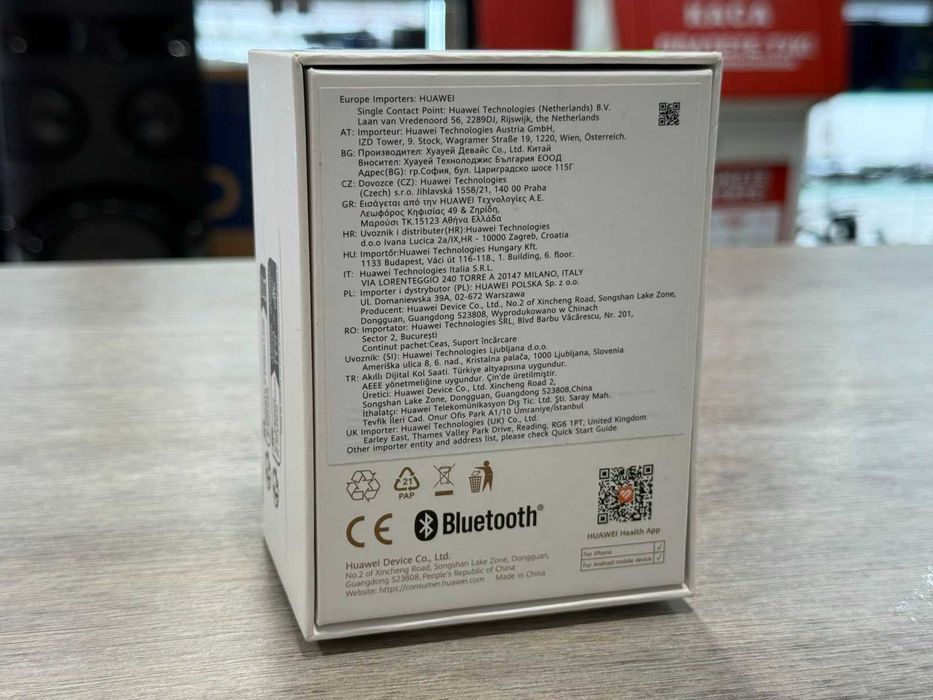 КАСА
Europe Importers: HUAWEI
Single Contact Point: Huawei Technologies (Netherlands) B.V.
Laan van Vredenoord 56, 2289DJ, Rijswijk, the Netherlands
AT: Importeur: Huawei Technologies Austria GmbH,
IZD Tower, 9. Stock, Wagramer Straße 19, 1220, Wien, Österreich.
BG: Производител: Хуауей Девайс Co., Ltd. Китай
Вносител: Хуауей Технолоджис България ЕООД
Адрес(BG): гр.София, бул. Цариградско шосе 115Г
CZ: Dovozce (CZ): Huawei Technologies
(Czech) s.r.o. Jihlavská 1558/21, 140 00 Praha
GR: Εισάγεται από την HUAWEI Τεχνολογίες Α.Ε.
Λεωφόρος Κηφισίας 49 & Ζηρίδη,
Μαρούσι ΤΚ.15123 Αθήνα Ελλάδα
HR: Uvoznik i distributer(HR):Huawei Technologies
d.o.o Ivana Lucica 2a/IX,HR - 10000 Zagreb, Croatia
HU: Importőr:Huawei Technologies Hungary Kft.
1133 Budapest, Váci út 116-118., 1. Building, 6. floor.
IT: Huawei Technologies Italia S.R.L.
VIA LORENTEGGIO 240 TORRE A 20147 MILANO, ITALY
PL: Importer i dystrybutor (PL): HUAWEI POLSKA Sp. z o.o.
Ul. Domaniewska 39A, 02-672 Warszawa
Producent: Huawei Device Co., Ltd., No.2 of Xincheng Road, Songshan Lake Zone,
Dongguan, Guangdong 523808, Wyprodukowano w Chinach
RO: Importator: Huawei Technologies SRL, Blvd Barbu Văcărescu, Nr. 201,
Sector 2, București
Continut pachet:Ceas, Suport încărcare
Uvoznik: (SI): Huawei Technologies Ljubljana d.o.o.
Ameriška ulica 8, 6. nad., Kristalna palača, 1000 Ljubljana, Slovenia
TR: Akıllı Dijital Kol Saati. Türkiye altyapısına uygundur.
AEEE yönetmeliğine uygundur. Çin'de üretilmiştir.
Üretici: Huawei Device Co., Ltd. Xincheng Road 2,
Songshan Lake Zone, Dongguan, Guangdong 523808,China
İthalatçı: Huawei Telekomünikasyon Dış Tic. Ltd. Şti. Saray Mah.
Tevfik İleri Cad. Onur Ofis Park A1/10 Ümraniye/İstanbul
UK Importer: Huawei Technologies (UK) Co., Ltd.
Earley East, Thames Valley Park Drive, Reading, RG6 1PT, United Kingdom
Other importer entity and address list, please check Quick Start Guide
21
PAP
CE
Bluetooth®
HUAWEI Health App
For iPhone ✓
For Android mobile device ✓
Huawei Device Co., Ltd.
No.2 of Xincheng Road, Songshan Lake Zone, Dongguan,
Guangdong 523808, People's Republic of China
Website: https://consumer.huawei.com Made in China